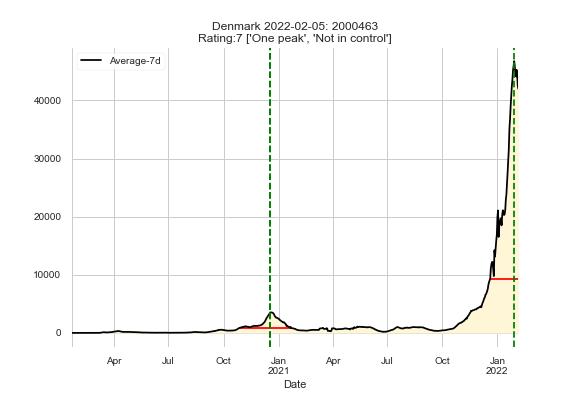 Denmark 2022-02-05: 2000463
Rating:7 ['One peak', 'Not in control']
Average-7d
40000
30000
20000
10000
0
Apr
Jul
Oct
Jan
2021
Apr
Jul
Oct
Jan
2022
Date